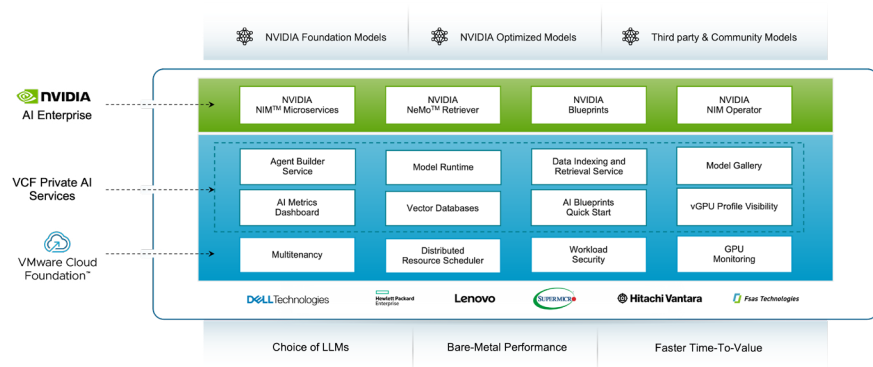 NVIDIA Foundation Models
NVIDIA Optimized Models
Third party & Community Models
NVIDIA
AI Enterprise
NVIDIA
NIM™ Microservices
NVIDIA
NeMo™ Retriever
NVIDIA
Blueprints
NVIDIA
NIM Operator
VCF Private AI
Services
Agent Builder
Service
Model Runtime
Data Indexing and
Retrieval Service
Model Gallery
AI Metrics
Dashboard
Vector Databases
AI Blueprints
Quick Start
vGPU Profile Visibility
VMware Cloud
Foundation™
Multitenancy
Distributed
Resource Scheduler
Workload
Security
GPU
Monitoring
DELLTechnologies
Hewlett Packard
Enterprise
Lenovo
SUPERMICRO
Hitachi Vantara
Fsas Technologies
Choice of LLMs
Bare-Metal Performance
Faster Time-To-Value